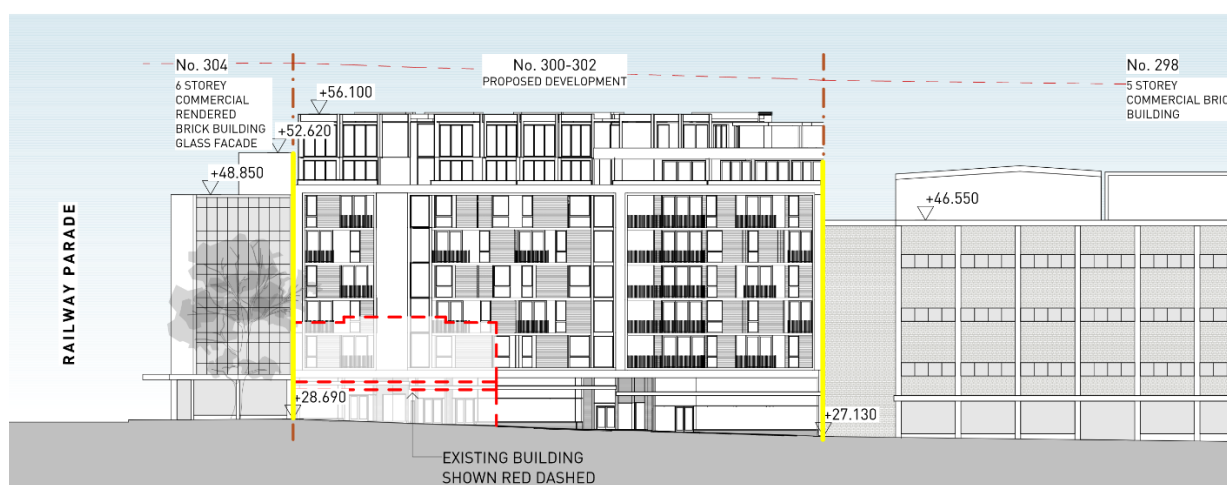 No. 304
6 STOREY
COMMERCIAL
RENDERED
BRICK BUILDING
GLASS FACADE
No. 300-302
PROPOSED DEVELOPMENT
No. 298
5 STOREY
COMMERCIAL BRIC
BUILDING
+56.100
+52.620
+48.850
+46.550
RAILWAY PARADE
+28.690
+27.130
EXISTING BUILDING
SHOWN RED DASHED